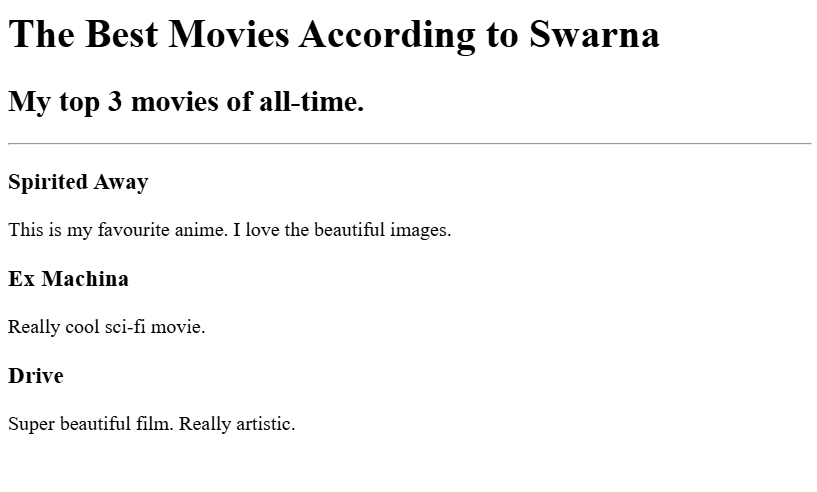 The Best Movies According to Swarna
My top 3 movies of all-time.
Spirited Away
This is my favourite anime. I love the beautiful images.
Ex Machina
Really cool sci-fi movie.
Drive
Super beautiful film. Really artistic.